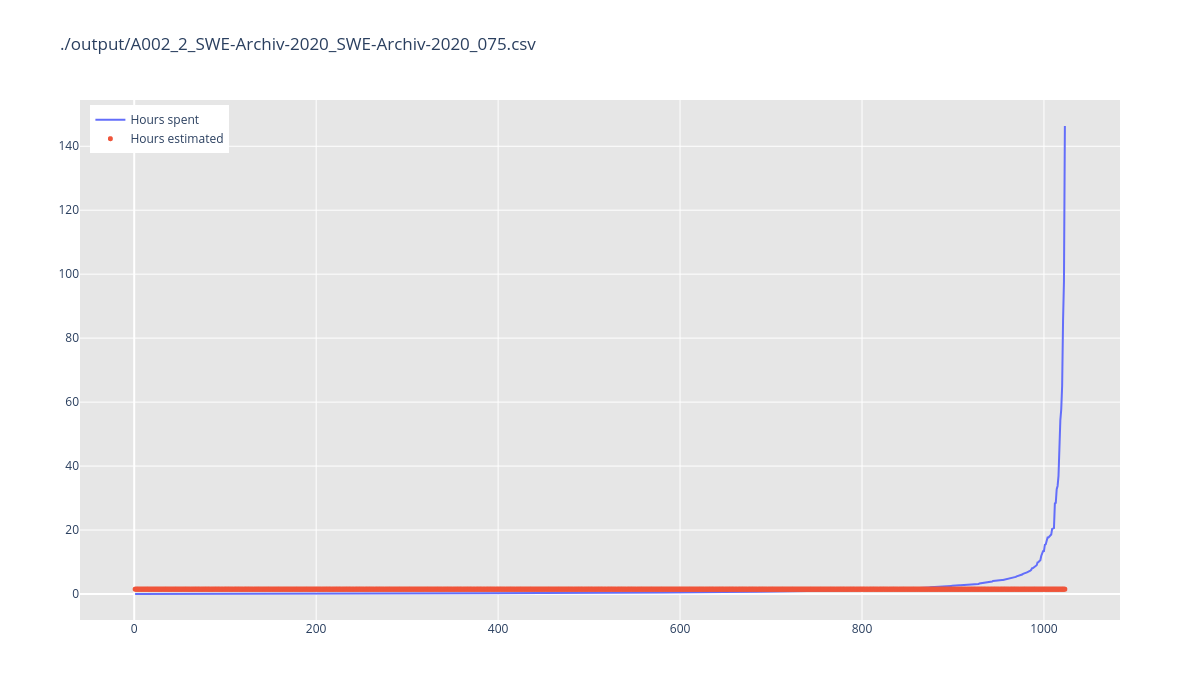 ./output/A002_2_SWE-Archiv-2020_SWE-Archiv-2020_075.csv
Hours spent
Hours estimated
140
120
100
80
60
40
20
0
0 200 400 600 800 1000